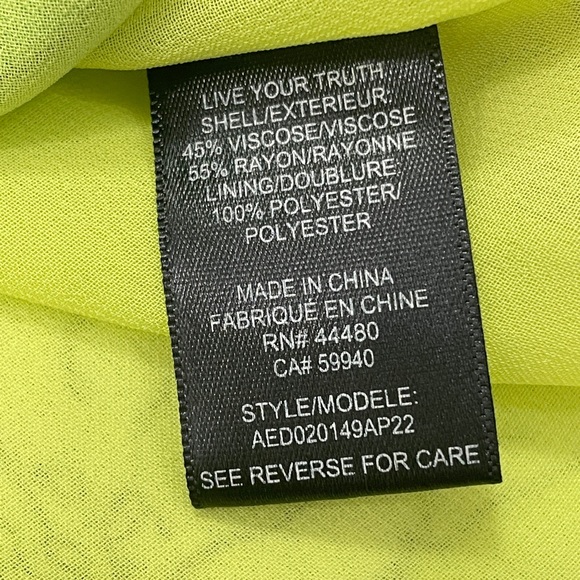 LIVE YOUR TRUTH
SHELL/EXTERIEUR
45% VISCOSE/VISCOSE
55% RAYON/RAYONNE
LINING/DOUBLURE
100% POLYESTER/
POLYESTER
MADE IN CHINA
FABRIQUÉ EN CHINE
RN# 44480
CA# 59940
STYLE/MODELE:
AED020149AP22
SEE REVERSE FOR CARE